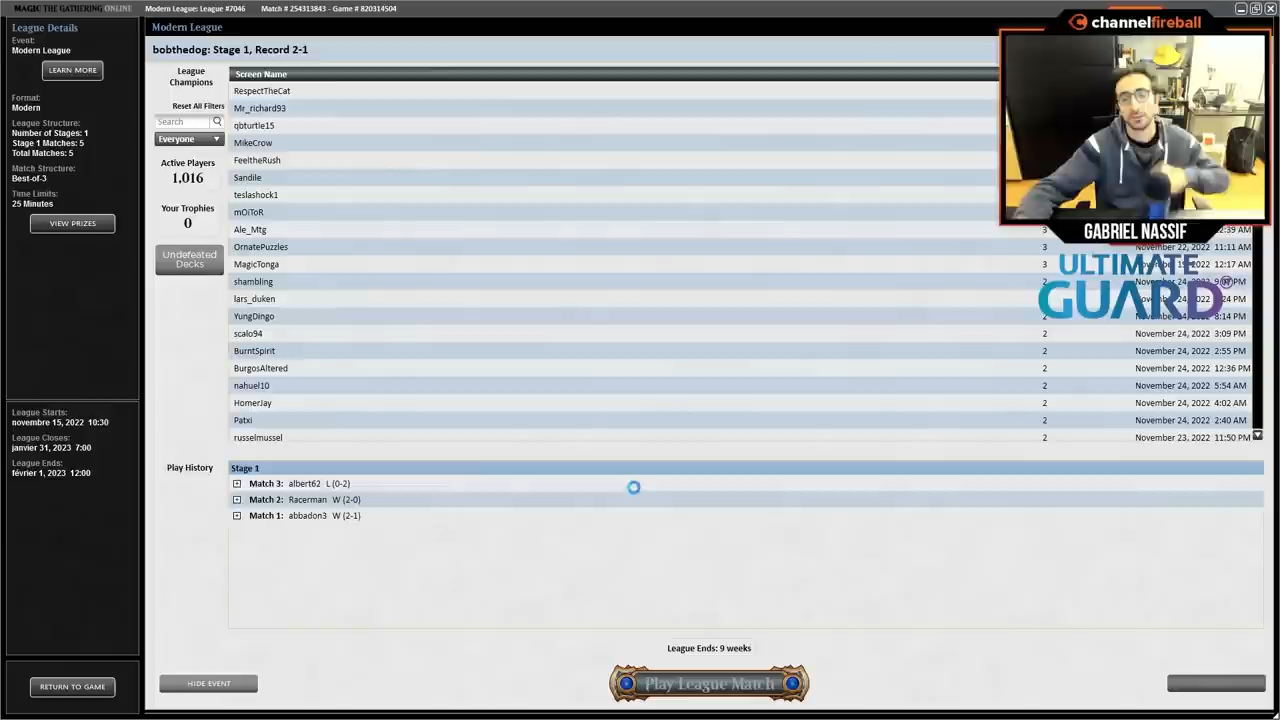 MAGIC THE GATHERING ONLINE
Modern League: League #7046
Match # 254313843 - Game # 820314504
League Details
Event:
Modern League
LEARN MORE
Format:
Modern
League Structure:
Number of Stages: 1
Stage 1 Matches: 5
Total Matches: 5
Match Structure:
Best-of-3
Time Limits:
25 Minutes
VIEW PRIZES
League Starts:
novembre 15, 2022 10:30
League Closes:
janvier 31, 2023 7:00
League Ends:
février 1, 2023 12:00
RETURN TO GAME
Modern League
bobthedog: Stage 1, Record 2-1
League
Champions
Reset All Filters
Search
Everyone
Active Players
1,016
Your Trophies
0
Undefeated
Decks
Screen Name
RespectTheCat
Mr_richard93
qbturtle15
MikeCrow
FeeltheRush
Sandile
teslashock1
mOiToR
Ale_Mtg 3
OrnatePuzzles 3 November 22, 2022 11:11 AM
MagicTonga 3 12:17 AM
shambling 2 November 24, 2022
lars_duken
YungDingo 8:14 PM
scalo94 2 November 24, 2022 3:09 PM
BurntSpirit 2 November 24, 2022 2:55 PM
BurgosAltered 2 November 24, 2022 12:36 PM
nahuel10 2 November 24, 2022 5:54 AM
HomerJay 2 November 24, 2022 4:02 AM
Patxi 2 November 24, 2022 2:40 AM
russelmussel 2 November 23, 2022 11:50 PM
channelfireball
GABRIEL NASSIF
ULTIMATE
GUARD
Play History
Stage 1
Match 3: albert62 L (0-2)
Match 2: Racerman W (2-0)
Match 1: abbadon3 W (2-1)
League Ends: 9 weeks
HIDE EVENT
Play League Match